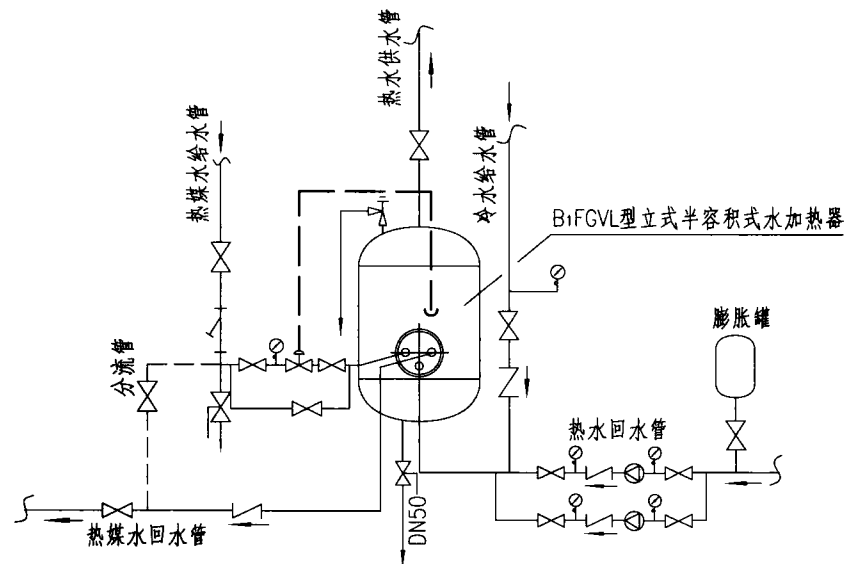 热水供水管
热媒水给水管
冷水给水管
B1FGVL型立式半容积式水加热器
膨胀罐
分流管
热水回水管
DN50
热媒水回水管